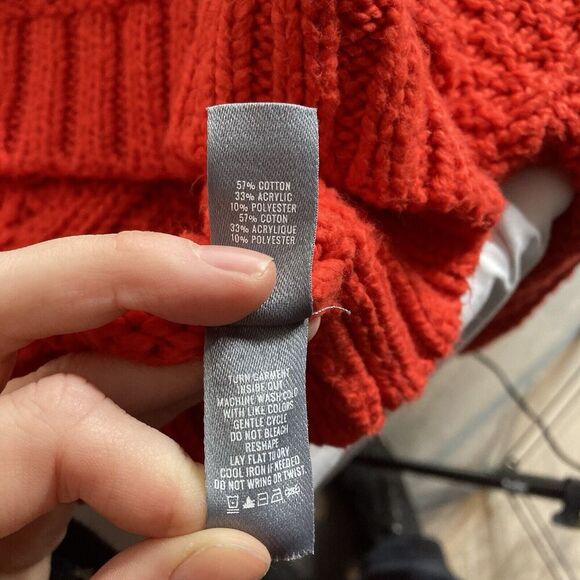 57% COTTON
33% ACRYLIC
10% POLYESTER
57% COTON
33% ACRYLIQUE
10% POLYESTER
TURN GARMENT
INSIDE OUT
MACHINE WASH COLD
WITH LIKE COLORS
GENTLE CYCLE
DO NOT BLEACH
RESHAPE
LAY FLAT TO DRY
COOL IRON IF NEEDED
DO NOT WRING OR TWIST.